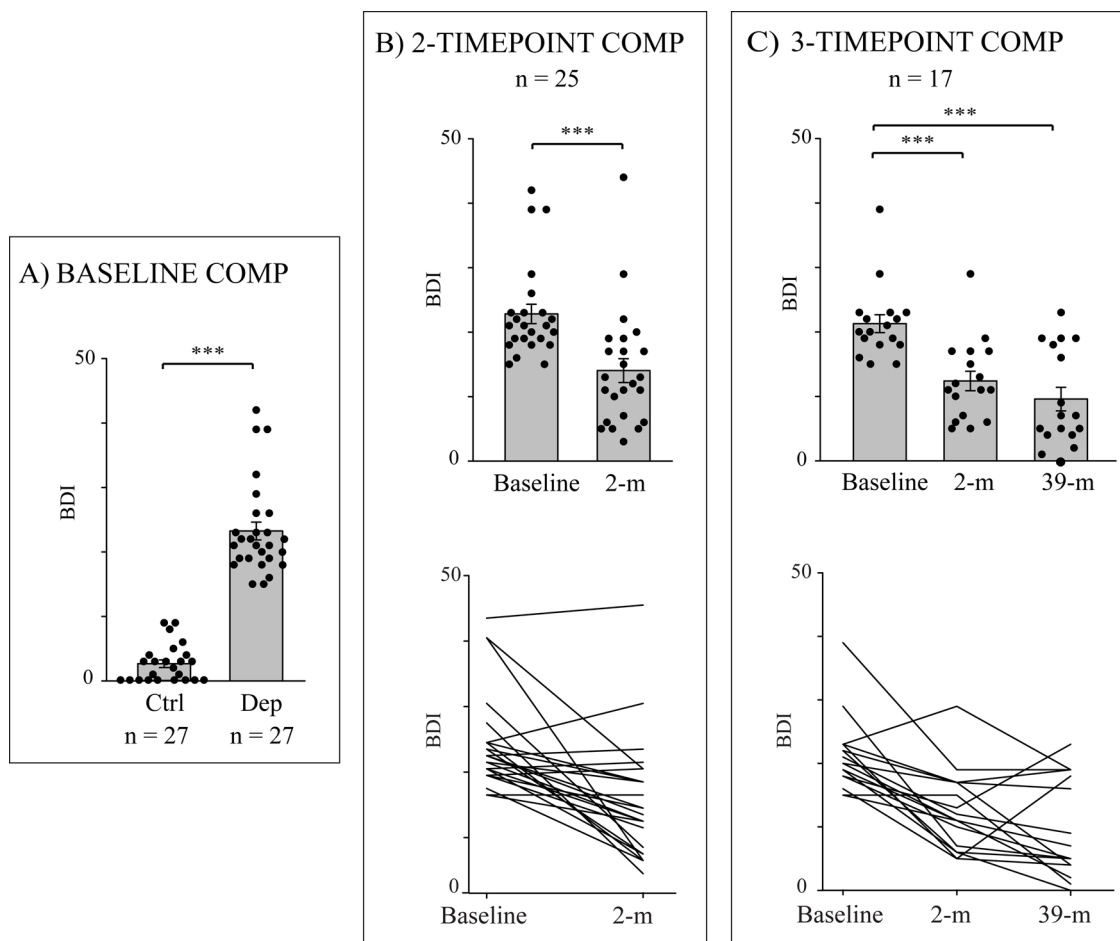 A) BASELINE COMP
***
50
BDI
0
Ctrl Dep
n = 27 n = 27
B) 2-TIMEPOINT COMP
n = 25
***
50
BDI
0
Baseline 2-m
50
BDI
0
Baseline 2-m
C) 3-TIMEPOINT COMP
n = 17
***
***
50
BDI
0
Baseline 2-m 39-m
50
BDI
0
Baseline 2-m 39-m